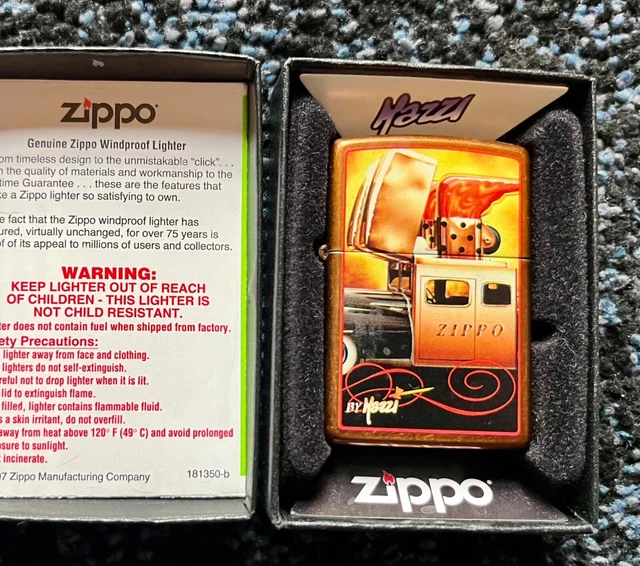 zippo
Genuine Zippo Windproof Lighter
om timeless design to the unmistakable "click". . .
n the quality of materials and workmanship to the
time Guarantee . . . these are the features that
ke a Zippo lighter so satisfying to own.
e fact that the Zippo windproof lighter has
ured, virtually unchanged, for over 75 years is
of of its appeal to millions of users and collectors.
WARNING:
KEEP LIGHTER OUT OF REACH
OF CHILDREN - THIS LIGHTER IS
NOT CHILD RESISTANT.
ter does not contain fuel when shipped from factory.
ety Precautions:
lighter away from face and clothing.
lighters do not self-extinguish.
reful not to drop lighter when it is lit.
lid to extinguish flame.
filled, lighter contains flammable fluid.
s a skin irritant, do not overfill.
away from heat above 120° F (49° C) and avoid prolonged
osure to sunlight.
incinerate.
07 Zippo Manufacturing Company 181350-b
Mazzi
ZIPPO
BY Mazzi
zippo